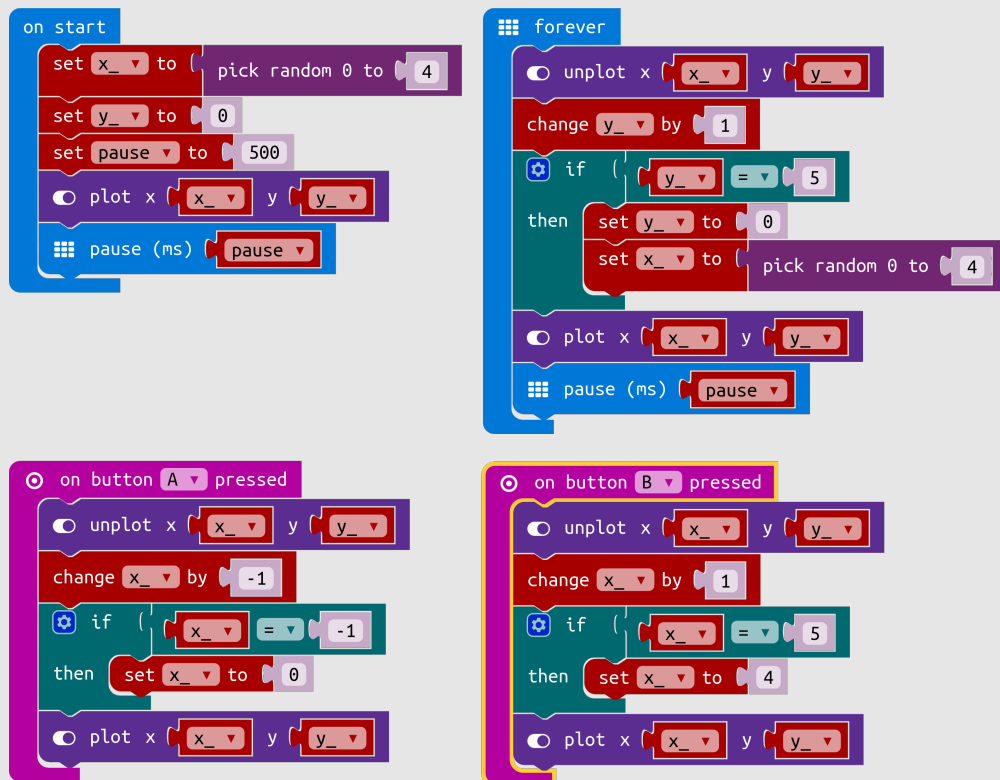 on start
set x_ to pick random 0 to 4
set y_ to 0
set pause to 500
plot x x_ y y_
pause (ms) pause
forever
unplot x x_ y y_
change y_ by 1
if y_ = 5
then set y_ to 0
set x_ to pick random 0 to 4
plot x x_ y y_
pause (ms) pause
on button A pressed
unplot x x_ y y_
change x_ by -1
if x_ = -1
then set x_ to 0
plot x x_ y y_
on button B pressed
unplot x x_ y y_
change x_ by 1
if x_ = 5
then set x_ to 4
plot x x_ y y_